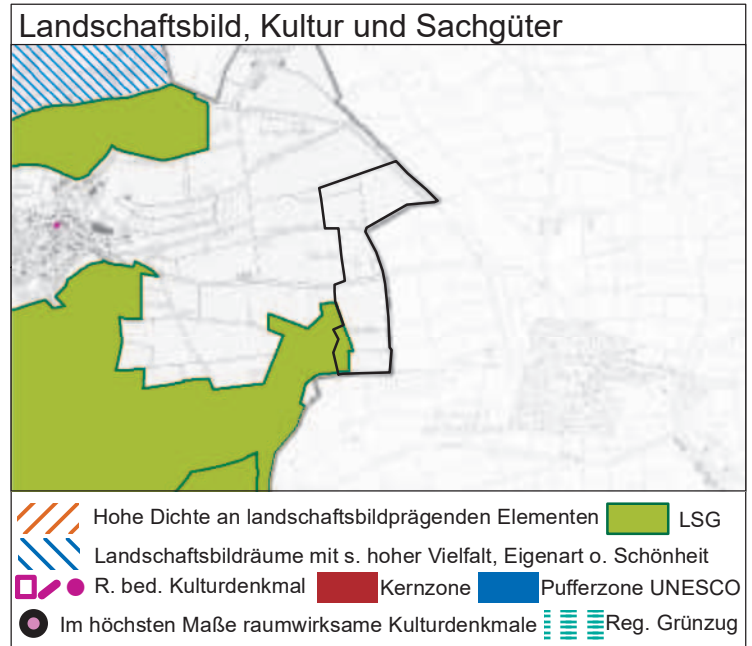 Landschaftsbild, Kultur und Sachgüter
Hohe Dichte an landschaftsbildprägenden Elementen LSG
Landschaftsbildräume mit s. hoher Vielfalt, Eigenart o. Schönheit
R. bed. Kulturdenkmal Kernzone Pufferzone UNESCO
Im höchsten Maße raumwirksame Kulturdenkmale Reg. Grünzug